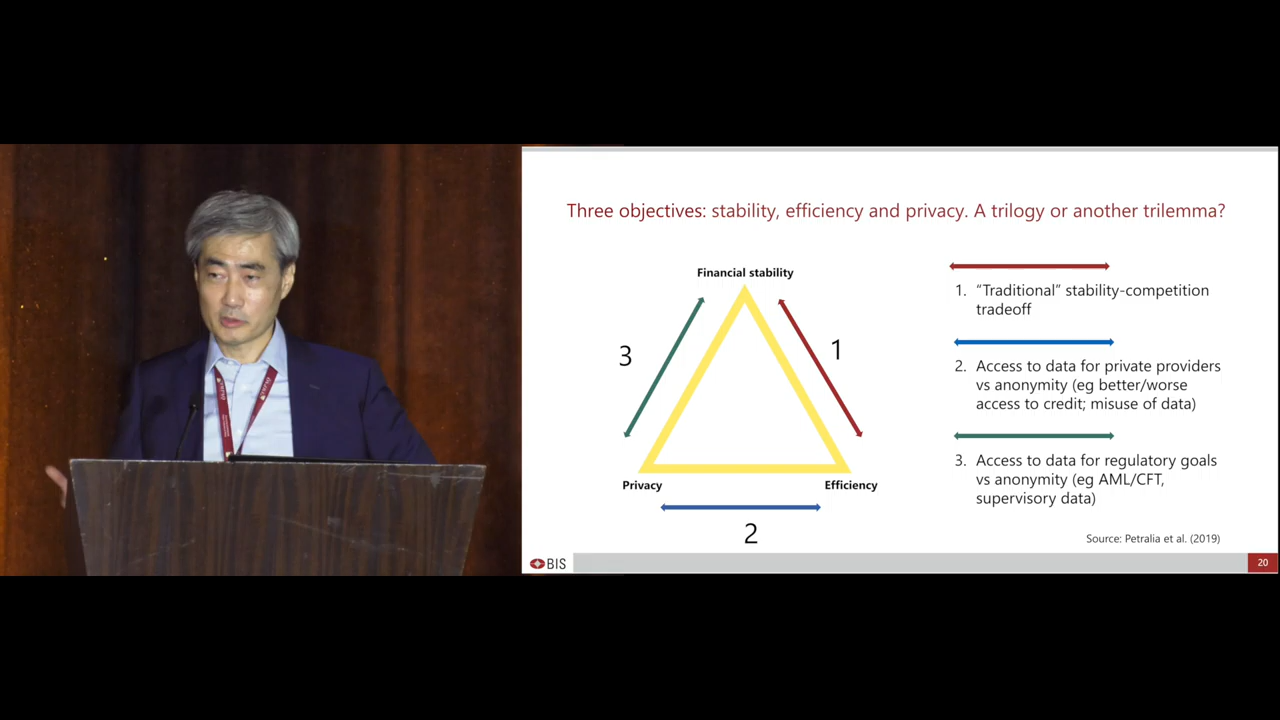 Three objectives: stability, efficiency and privacy. A trilogy or another trilemma?
Financial stability
3
1
Privacy
Efficiency
2
1. “Traditional” stability-competition
tradeoff
2. Access to data for private providers
vs anonymity (eg better/worse
access to credit; misuse of data)
3. Access to data for regulatory goals
vs anonymity (eg AML/CFT,
supervisory data)
Source: Petralia et al. (2019)
BIS
20